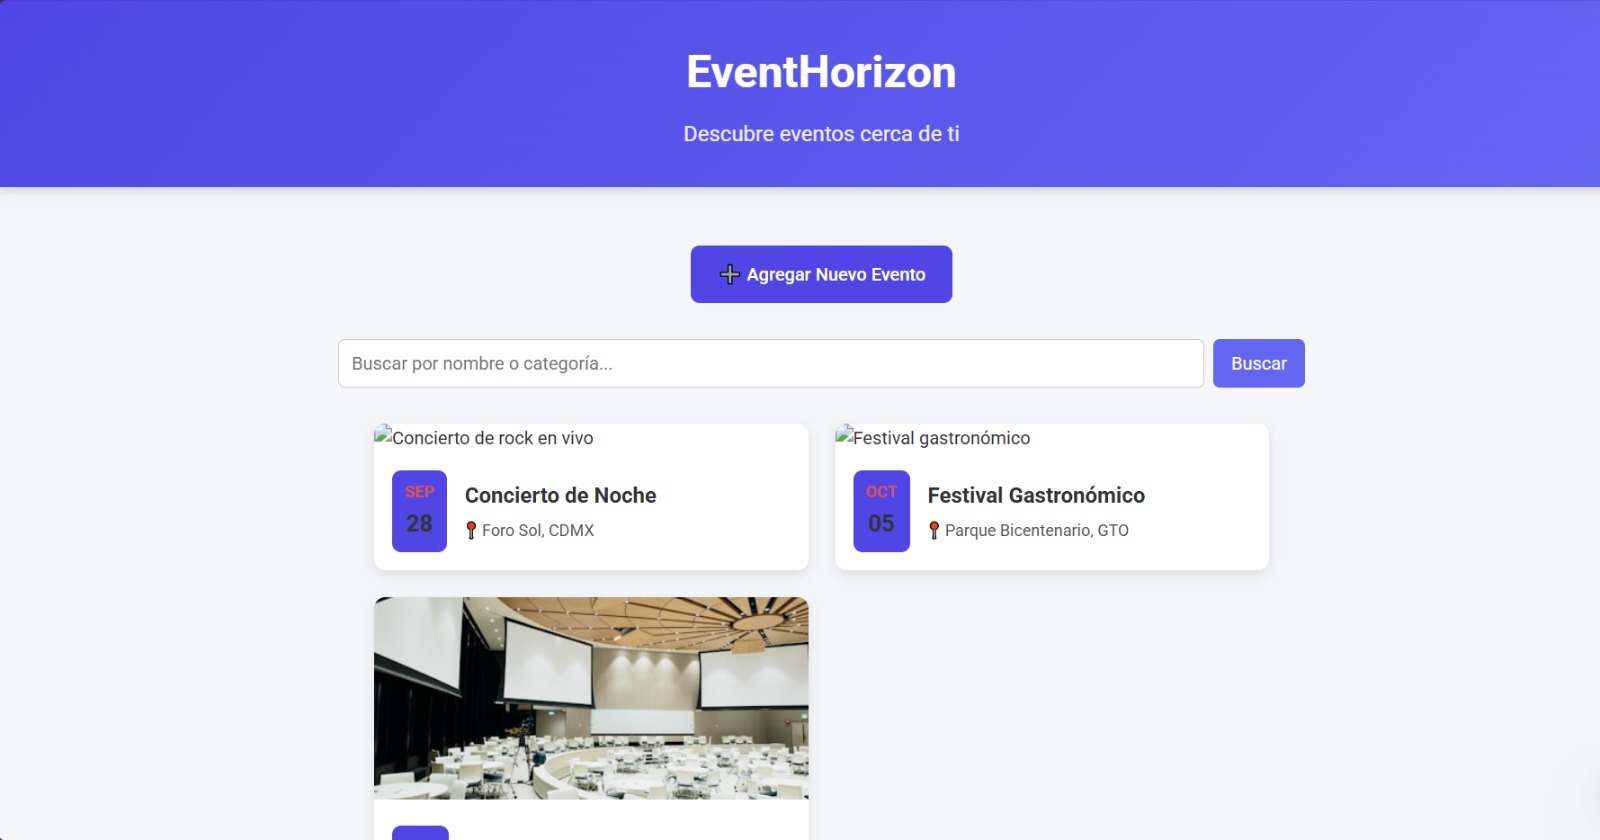 EventHorizon
Descubre eventos cerca de ti
➕ Agregar Nuevo Evento
Buscar por nombre o categoría...
Buscar
Concierto de rock en vivo
SEP
28
Concierto de Noche
📍 Foro Sol, CDMX
Festival gastronómico
OCT
05
Festival Gastronómico
📍 Parque Bicentenario, GTO